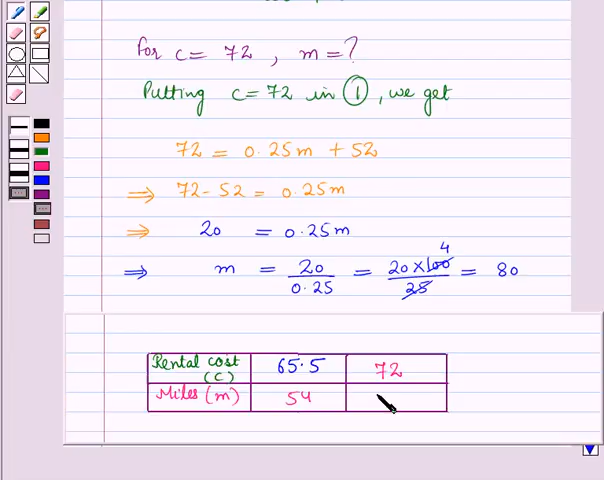 For c = 72 , m = ?
Putting c = 72 in ①, we get
72 = 0.25m + 52
⇒ 72 - 52 = 0.25m
⇒ 20 = 0.25m
⇒ m = 20/0.25 = 20 × 100/25 = 80
4
Rental cost (C) 65.5 72
Miles (m) 54